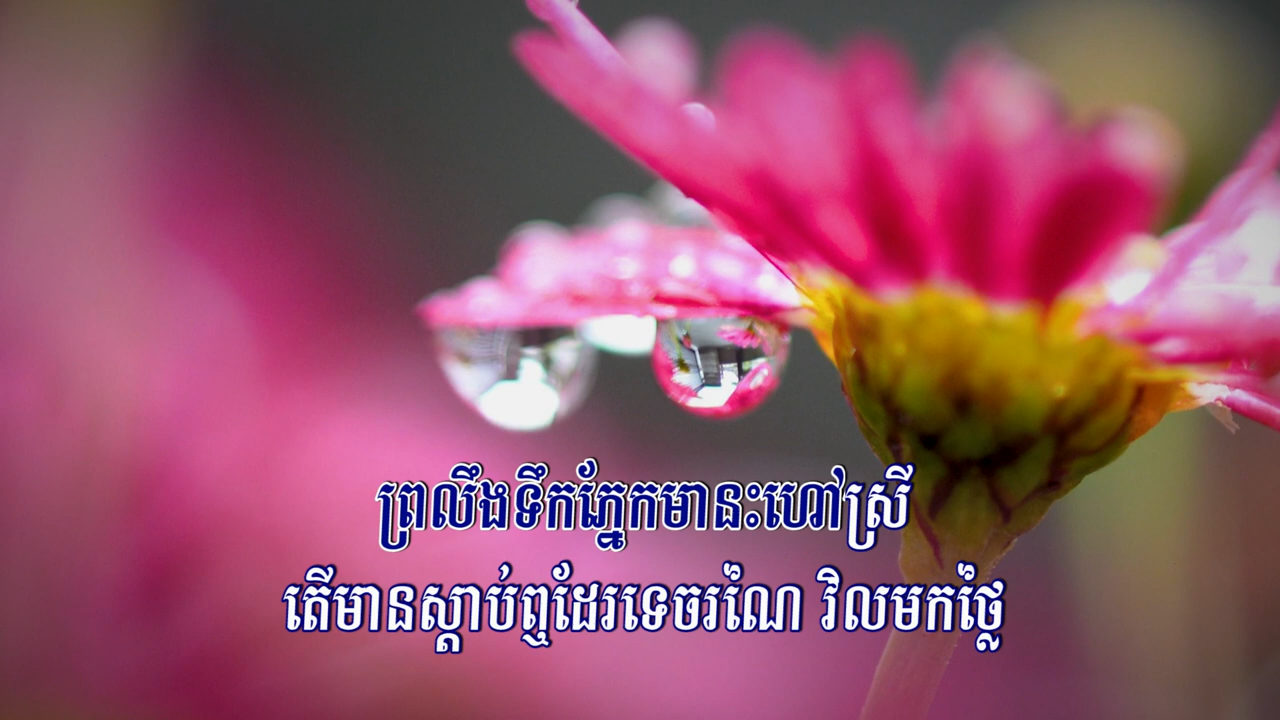 ព្រលឹងទឹកភ្នែកមានះហៅស្រី
តើមានស្តាប់ឮដែរទេចរណៃ វិលមកថ្លៃ